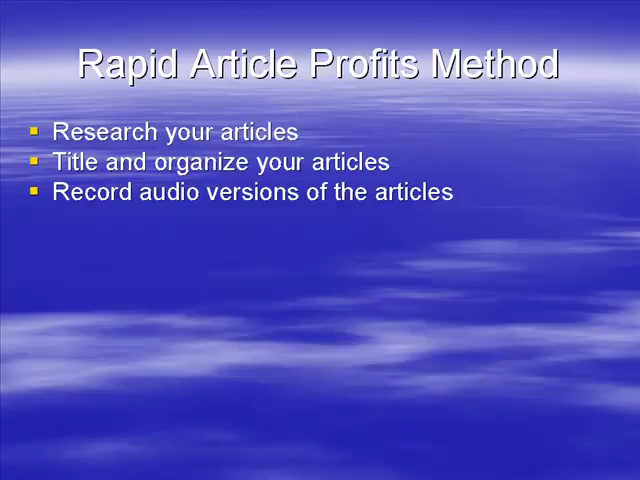 Rapid Article Profits Method
Research your articles
Title and organize your articles
Record audio versions of the articles